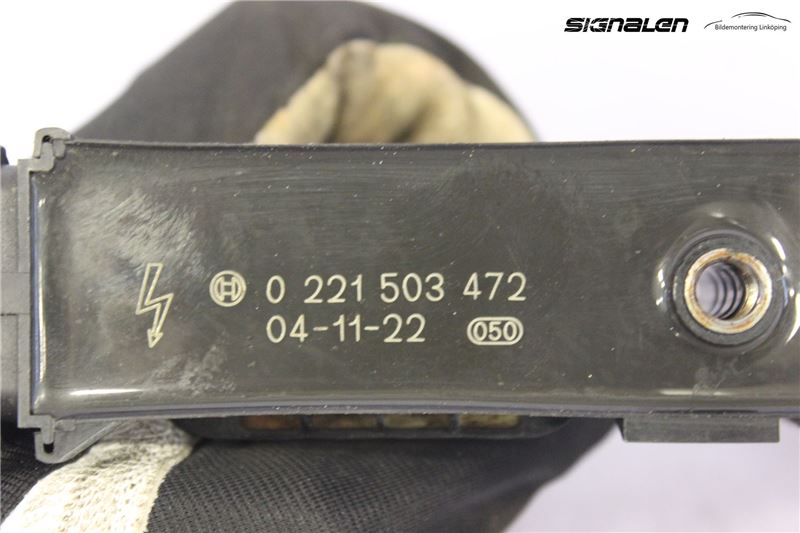 SIGNALEN
Bildemontering Linköping
0 221 503 472
04-11-22 050